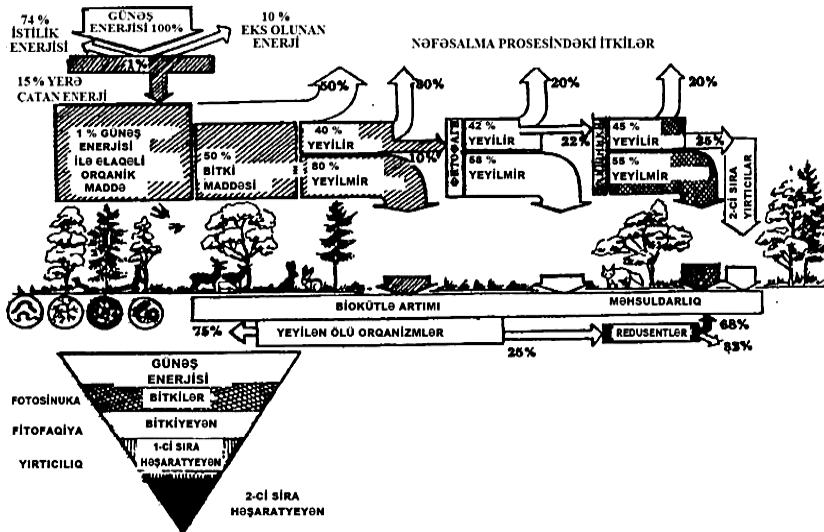 74 %
İSTİLİK
ENERJİSİ
GÜNƏŞ
ENERJİSİ 100%
10 %
EKS OLUNAN
ENERJİ
NƏFƏSALMA PROSESİNDƏKİ İTKİLƏR
1%
15 % YERƏ
ÇATAN ENERJİ
50%
30%
20%
20%
1 % GÜNƏŞ
ENERJİSİ
İLƏ ƏLAQƏLİ
ORQANİK
MADDƏ
50 %
BİTKİ
MADDƏSİ
40 %
YEYİLİR
60 %
YEYİLMİR
10%
ФИТОФАГИ
42 %
YEYİLİR
58 %
YEYİLMİR
22%
45 %
YEYİLİR
55 %
YEYİLMİR
25%
2-Cİ SIRA
YIRTICILAR
BİOKÜTLƏ ARTIMI
MƏHSULDARLIQ
75%
YEYİLƏN ÖLÜ ORQANİZMLƏR
25%
REDUSENTLƏR
68%
GÜNƏŞ
ENERJİSİ
FOTOSİNUKA
BİTKİLƏR
FİTOFAQİYA
BİTKİYEYƏN
YIRTICILIQ
1-Cİ SIRA
HƏŞARATYEYƏN
2-Cİ SIRA
HƏŞARATYEYƏN